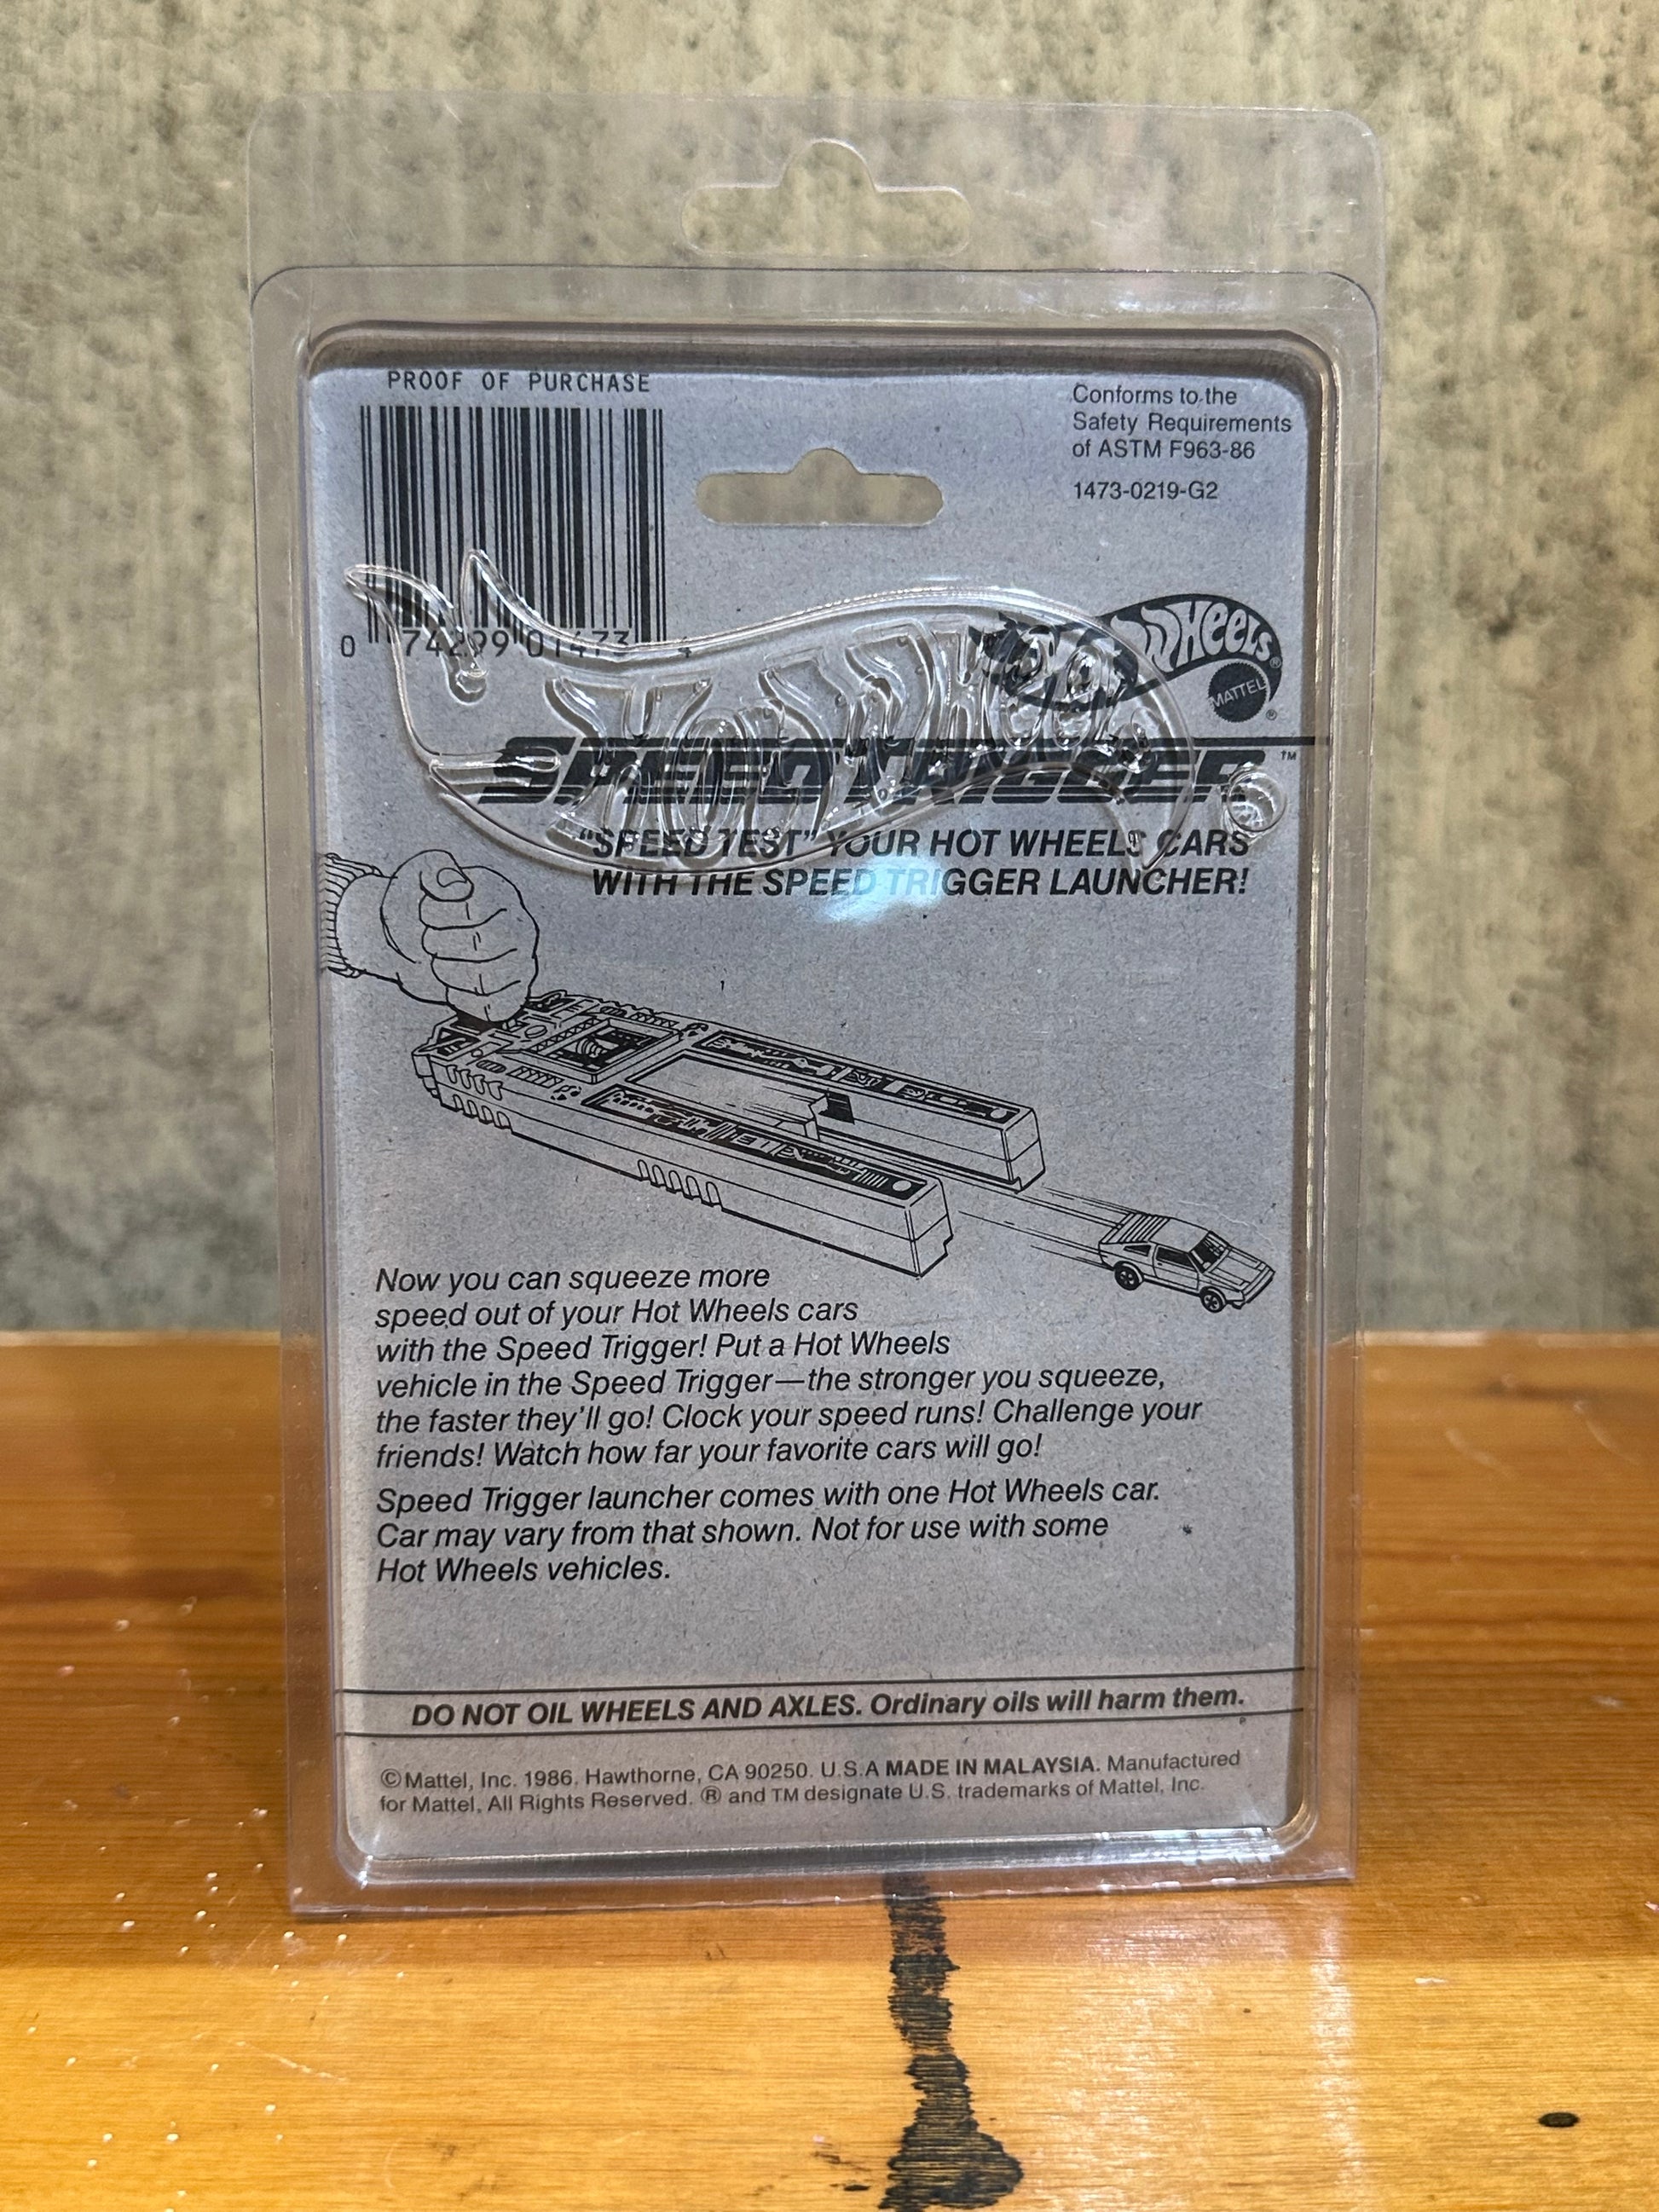 PROOF OF PURCHASE
Conforms to the
Safety Requirements
of ASTM F963-86
1473-0219-G2
0 74299 01473 4
Hot Wheels
Wheels®
MATTEL®
SPEED TRIGGER™
“SPEED TEST” YOUR HOT WHEELS CARS
WITH THE SPEED TRIGGER LAUNCHER!
Now you can squeeze more
speed out of your Hot Wheels cars
with the Speed Trigger! Put a Hot Wheels
vehicle in the Speed Trigger—the stronger you squeeze,
the faster they’ll go! Clock your speed runs! Challenge your
friends! Watch how far your favorite cars will go!
Speed Trigger launcher comes with one Hot Wheels car.
Car may vary from that shown. Not for use with some
Hot Wheels vehicles.
DO NOT OIL WHEELS AND AXLES. Ordinary oils will harm them.
©Mattel, Inc. 1986, Hawthorne, CA 90250. U.S.A MADE IN MALAYSIA. Manufactured
for Mattel, All Rights Reserved. ® and TM designate U.S. trademarks of Mattel, Inc.